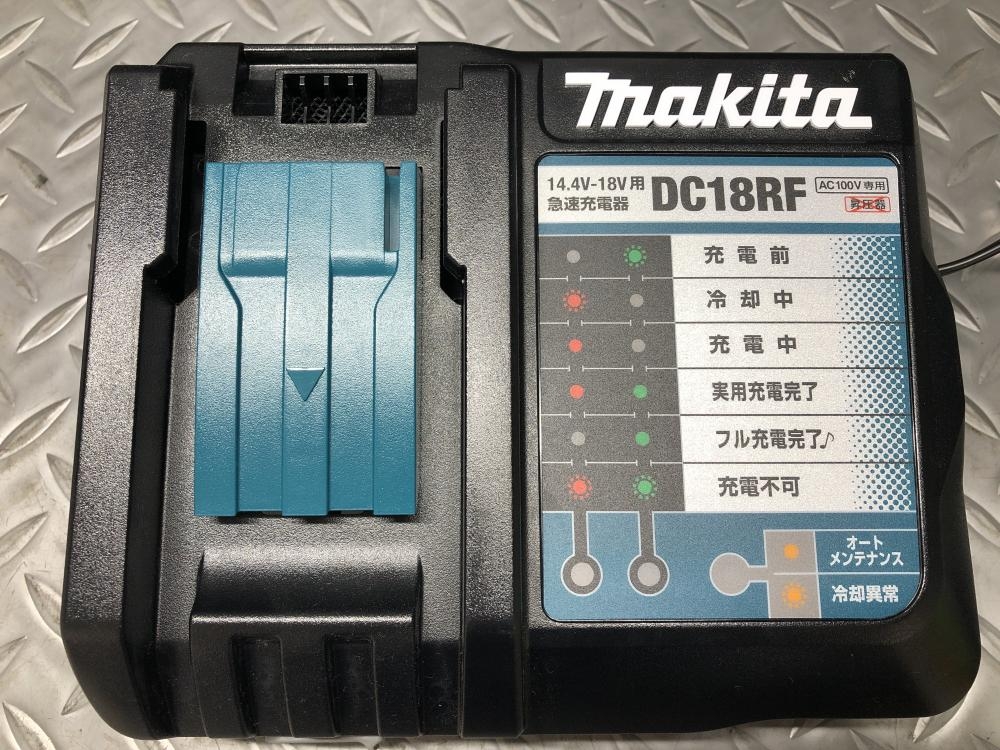 makita
14.4V-18V用
急速充電器
DC18RF
AC100V専用
昇圧器
充電前
冷却中
充電中
実用充電完了
フル充電完了♪
充電不可
オート
メンテナンス
冷却異常